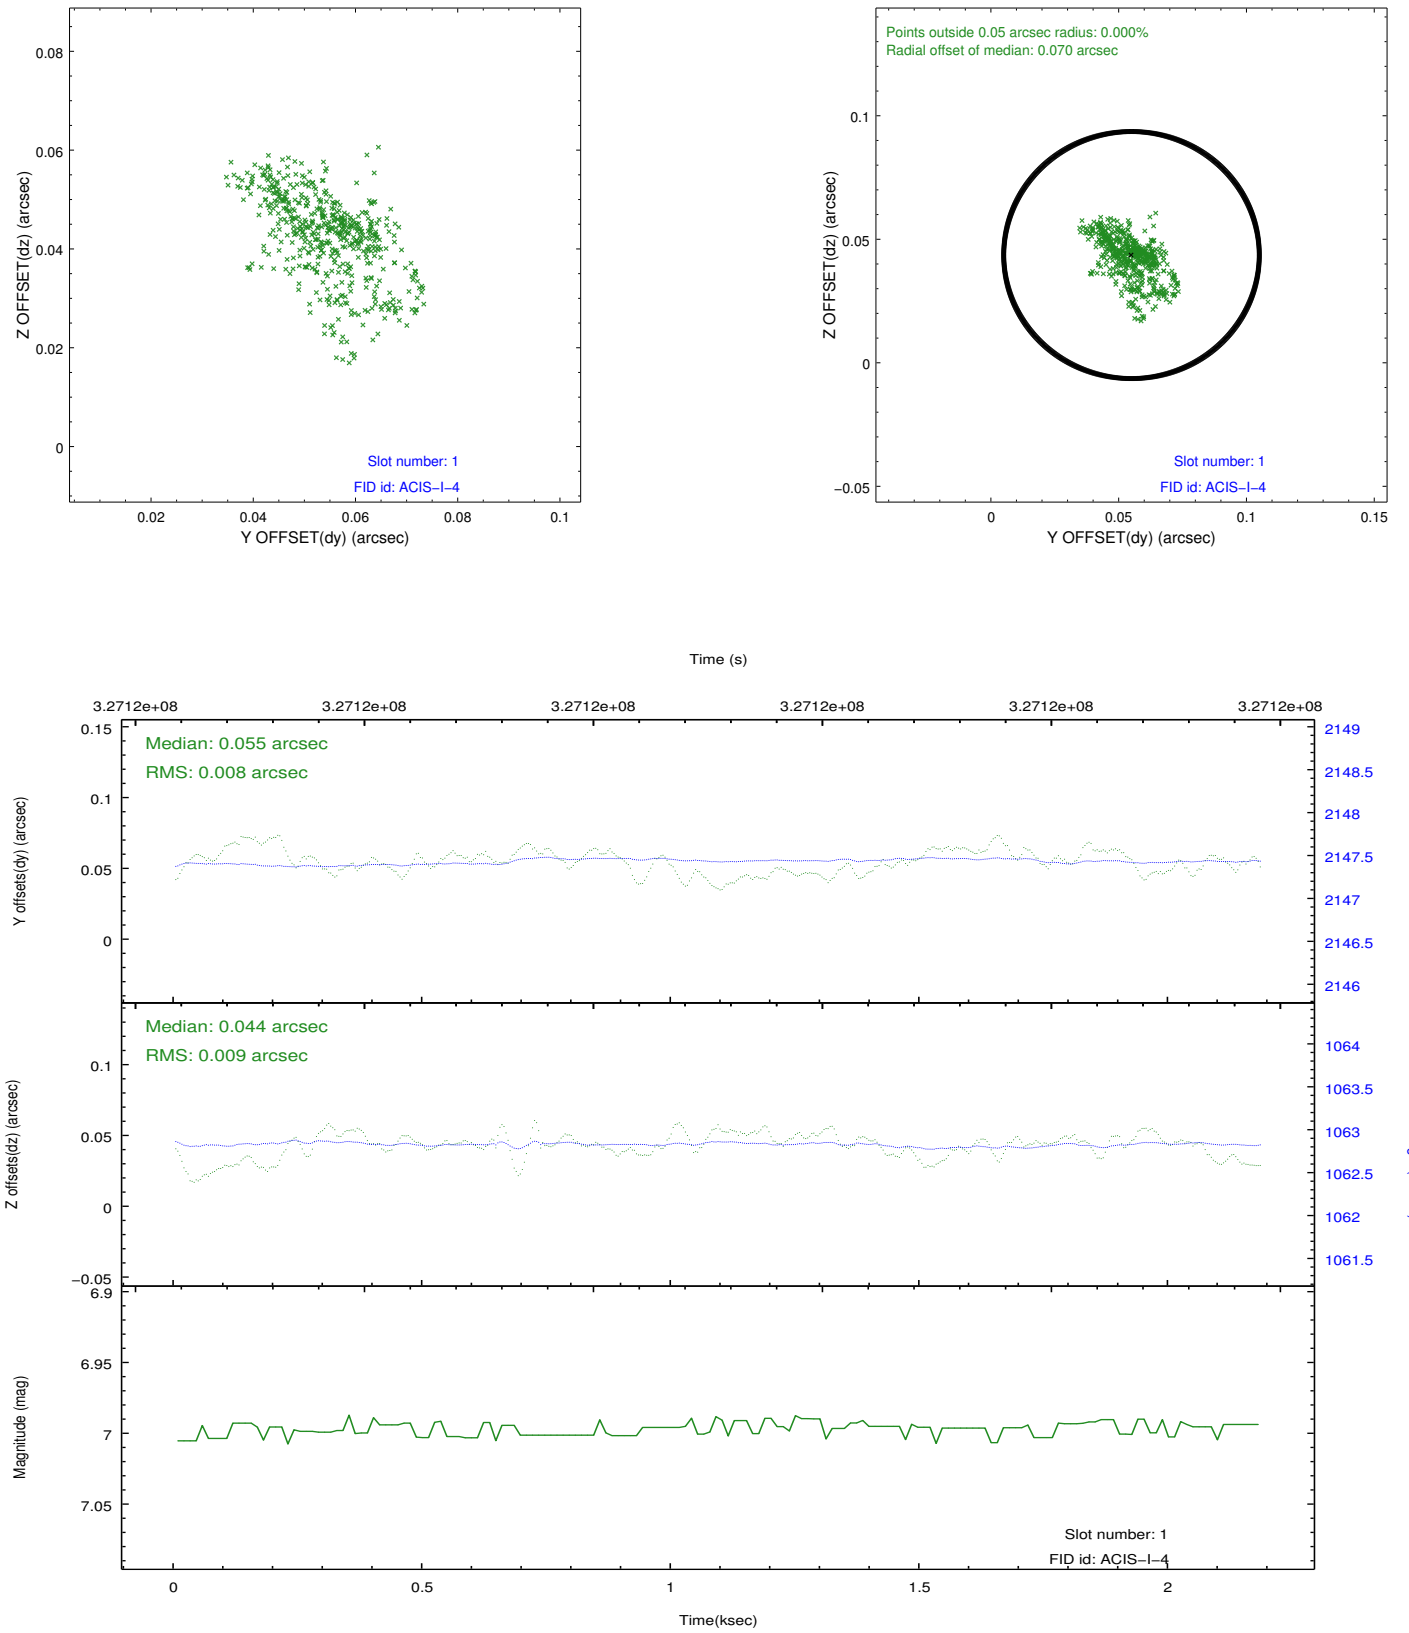 0.08
0.06
0.04
0.02
0
Z OFFSET(dz) (arcsec)
Slot number: 1
FID id: ACIS−I−4
0.02 0.04 0.06 0.08 0.1
Y OFFSET(dy) (arcsec)
Points outside 0.05 arcsec radius: 0.000%
Radial offset of median: 0.070 arcsec
0.1
0.05
0
−0.05
Z OFFSET(dz) (arcsec)
Slot number: 1
FID id: ACIS−I−4
0 0.05 0.1 0.15
Y OFFSET(dy) (arcsec)
Time (s)
3.2712e+08 3.2712e+08 3.2712e+08 3.2712e+08 3.2712e+08 3.2712e+08
Median: 0.055 arcsec
RMS: 0.008 arcsec
0.15
0.1
0.05
0
Y offsets(dy) (arcsec)
2149
2148.5
2148
2147.5
2147
2146.5
2146
Median: 0.044 arcsec
RMS: 0.009 arcsec
0.1
0.05
0
−0.05
Z offsets(dz) (arcsec)
1064
1063.5
1063
1062.5
1062
1061.5
6.9
6.95
7
7.05
Magnitude (mag)
Slot number: 1
FID id: ACIS−I−4
0 0.5 1 1.5 2
Time(ksec)